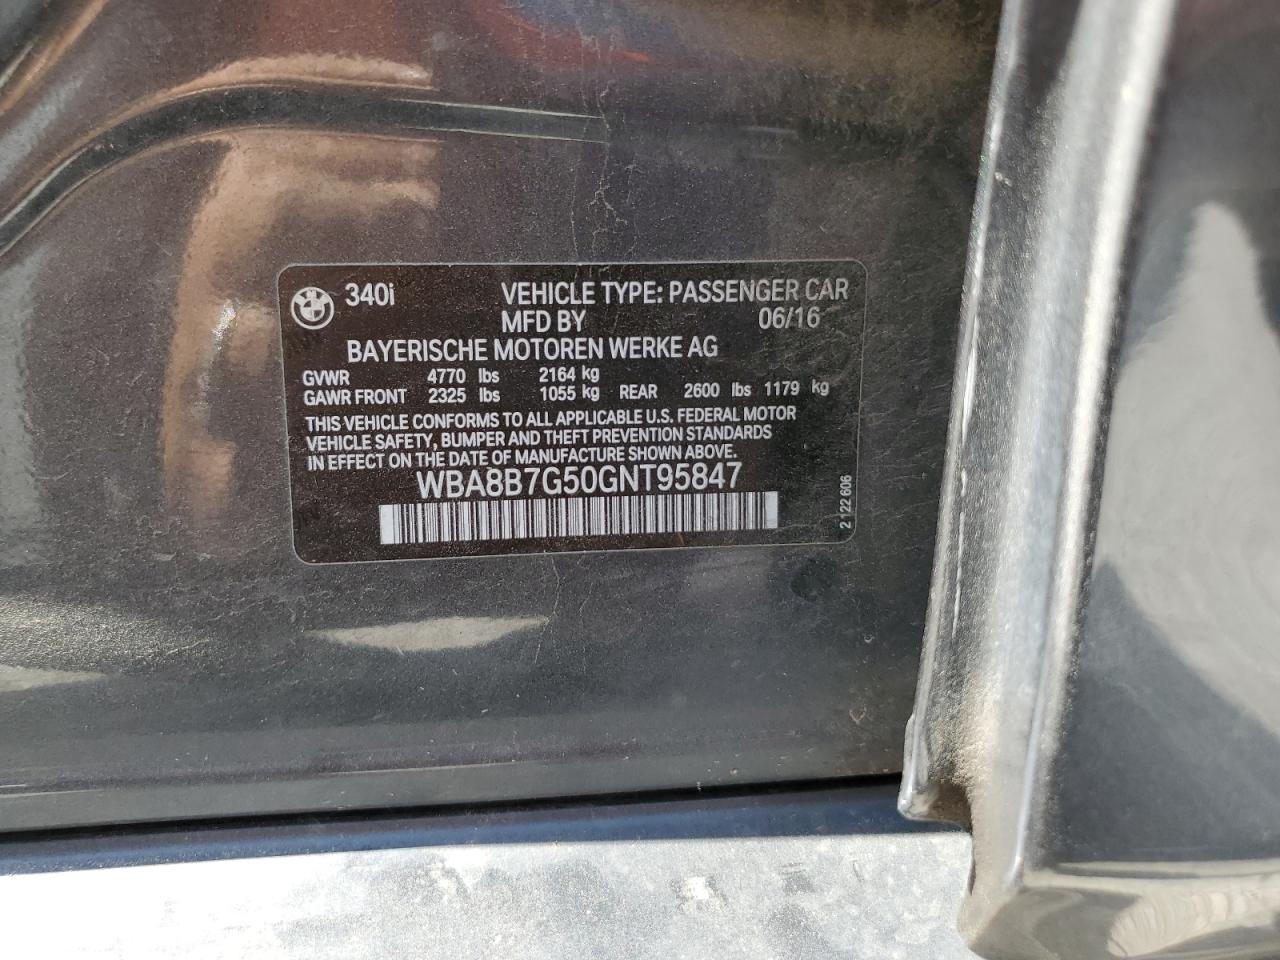 340i VEHICLE TYPE: PASSENGER CAR
MFD BY 06/16
BAYERISCHE MOTOREN WERKE AG
GVWR 4770 lbs 2164 kg
GAWR FRONT 2325 lbs 1055 kg REAR 2600 lbs 1179 kg
THIS VEHICLE CONFORMS TO ALL APPLICABLE U.S. FEDERAL MOTOR
VEHICLE SAFETY, BUMPER AND THEFT PREVENTION STANDARDS
IN EFFECT ON THE DATE OF MANUFACTURE SHOWN ABOVE.
WBA8B7G50GNT95847
2 122 606